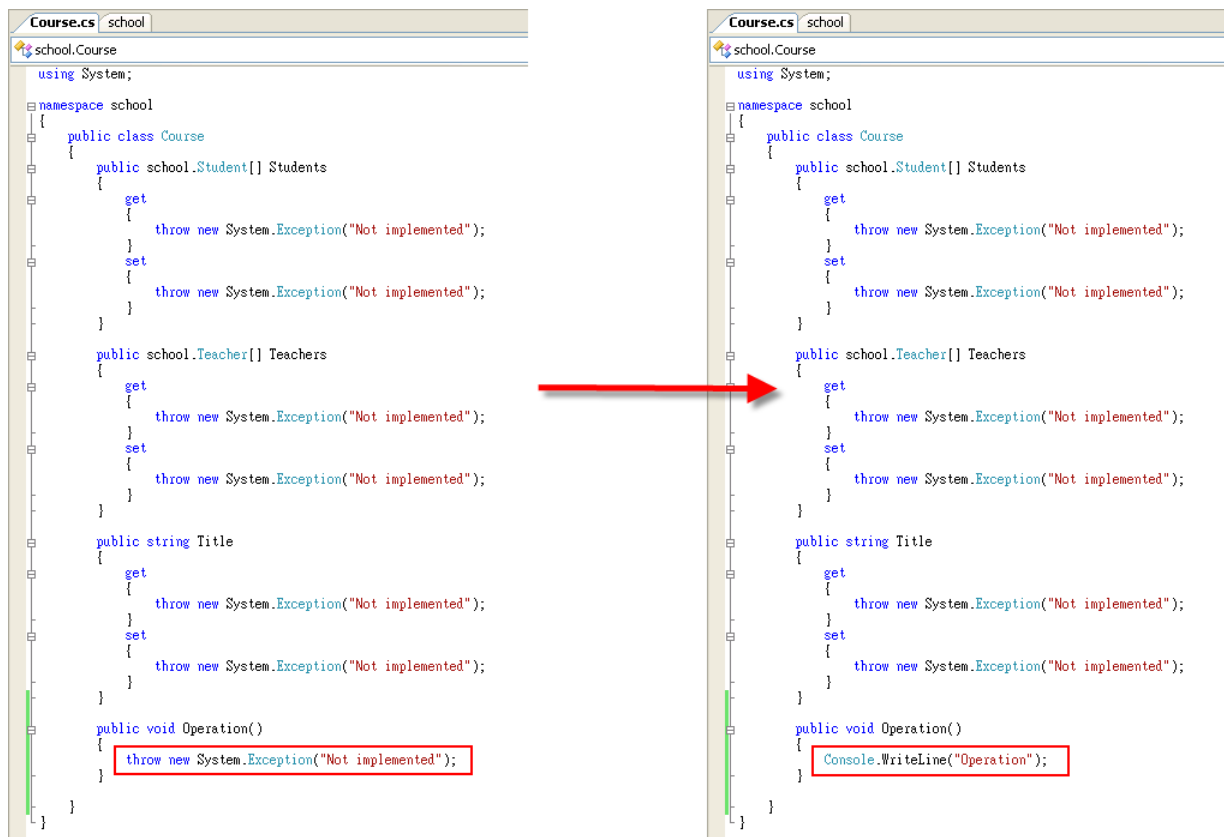 Course.cs school
school.Course
using System;
namespace school
{
public class Course
{
public school.Student[] Students
{
get
{
throw new System.Exception("Not implemented");
}
set
{
throw new System.Exception("Not implemented");
}
}
public school.Teacher[] Teachers
{
get
{
throw new System.Exception("Not implemented");
}
set
{
throw new System.Exception("Not implemented");
}
}
public string Title
{
get
{
throw new System.Exception("Not implemented");
}
set
{
throw new System.Exception("Not implemented");
}
}
public void Operation()
{
throw new System.Exception("Not implemented");
}
}
}
Course.cs school
school.Course
using System;
namespace school
{
public class Course
{
public school.Student[] Students
{
get
{
throw new System.Exception("Not implemented");
}
set
{
throw new System.Exception("Not implemented");
}
}
public school.Teacher[] Teachers
{
get
{
throw new System.Exception("Not implemented");
}
set
{
throw new System.Exception("Not implemented");
}
}
public string Title
{
get
{
throw new System.Exception("Not implemented");
}
set
{
throw new System.Exception("Not implemented");
}
}
public void Operation()
{
Console.WriteLine("Operation");
}
}
}